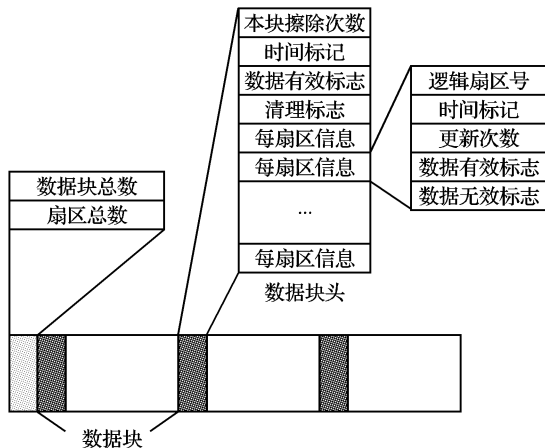 本块擦除次数
时间标记
数据有效标志
清理标志
每扇区信息
每扇区信息
...
每扇区信息
数据块头
逻辑扇区号
时间标记
更新次数
数据有效标志
数据无效标志
数据块总数
扇区总数
数据块